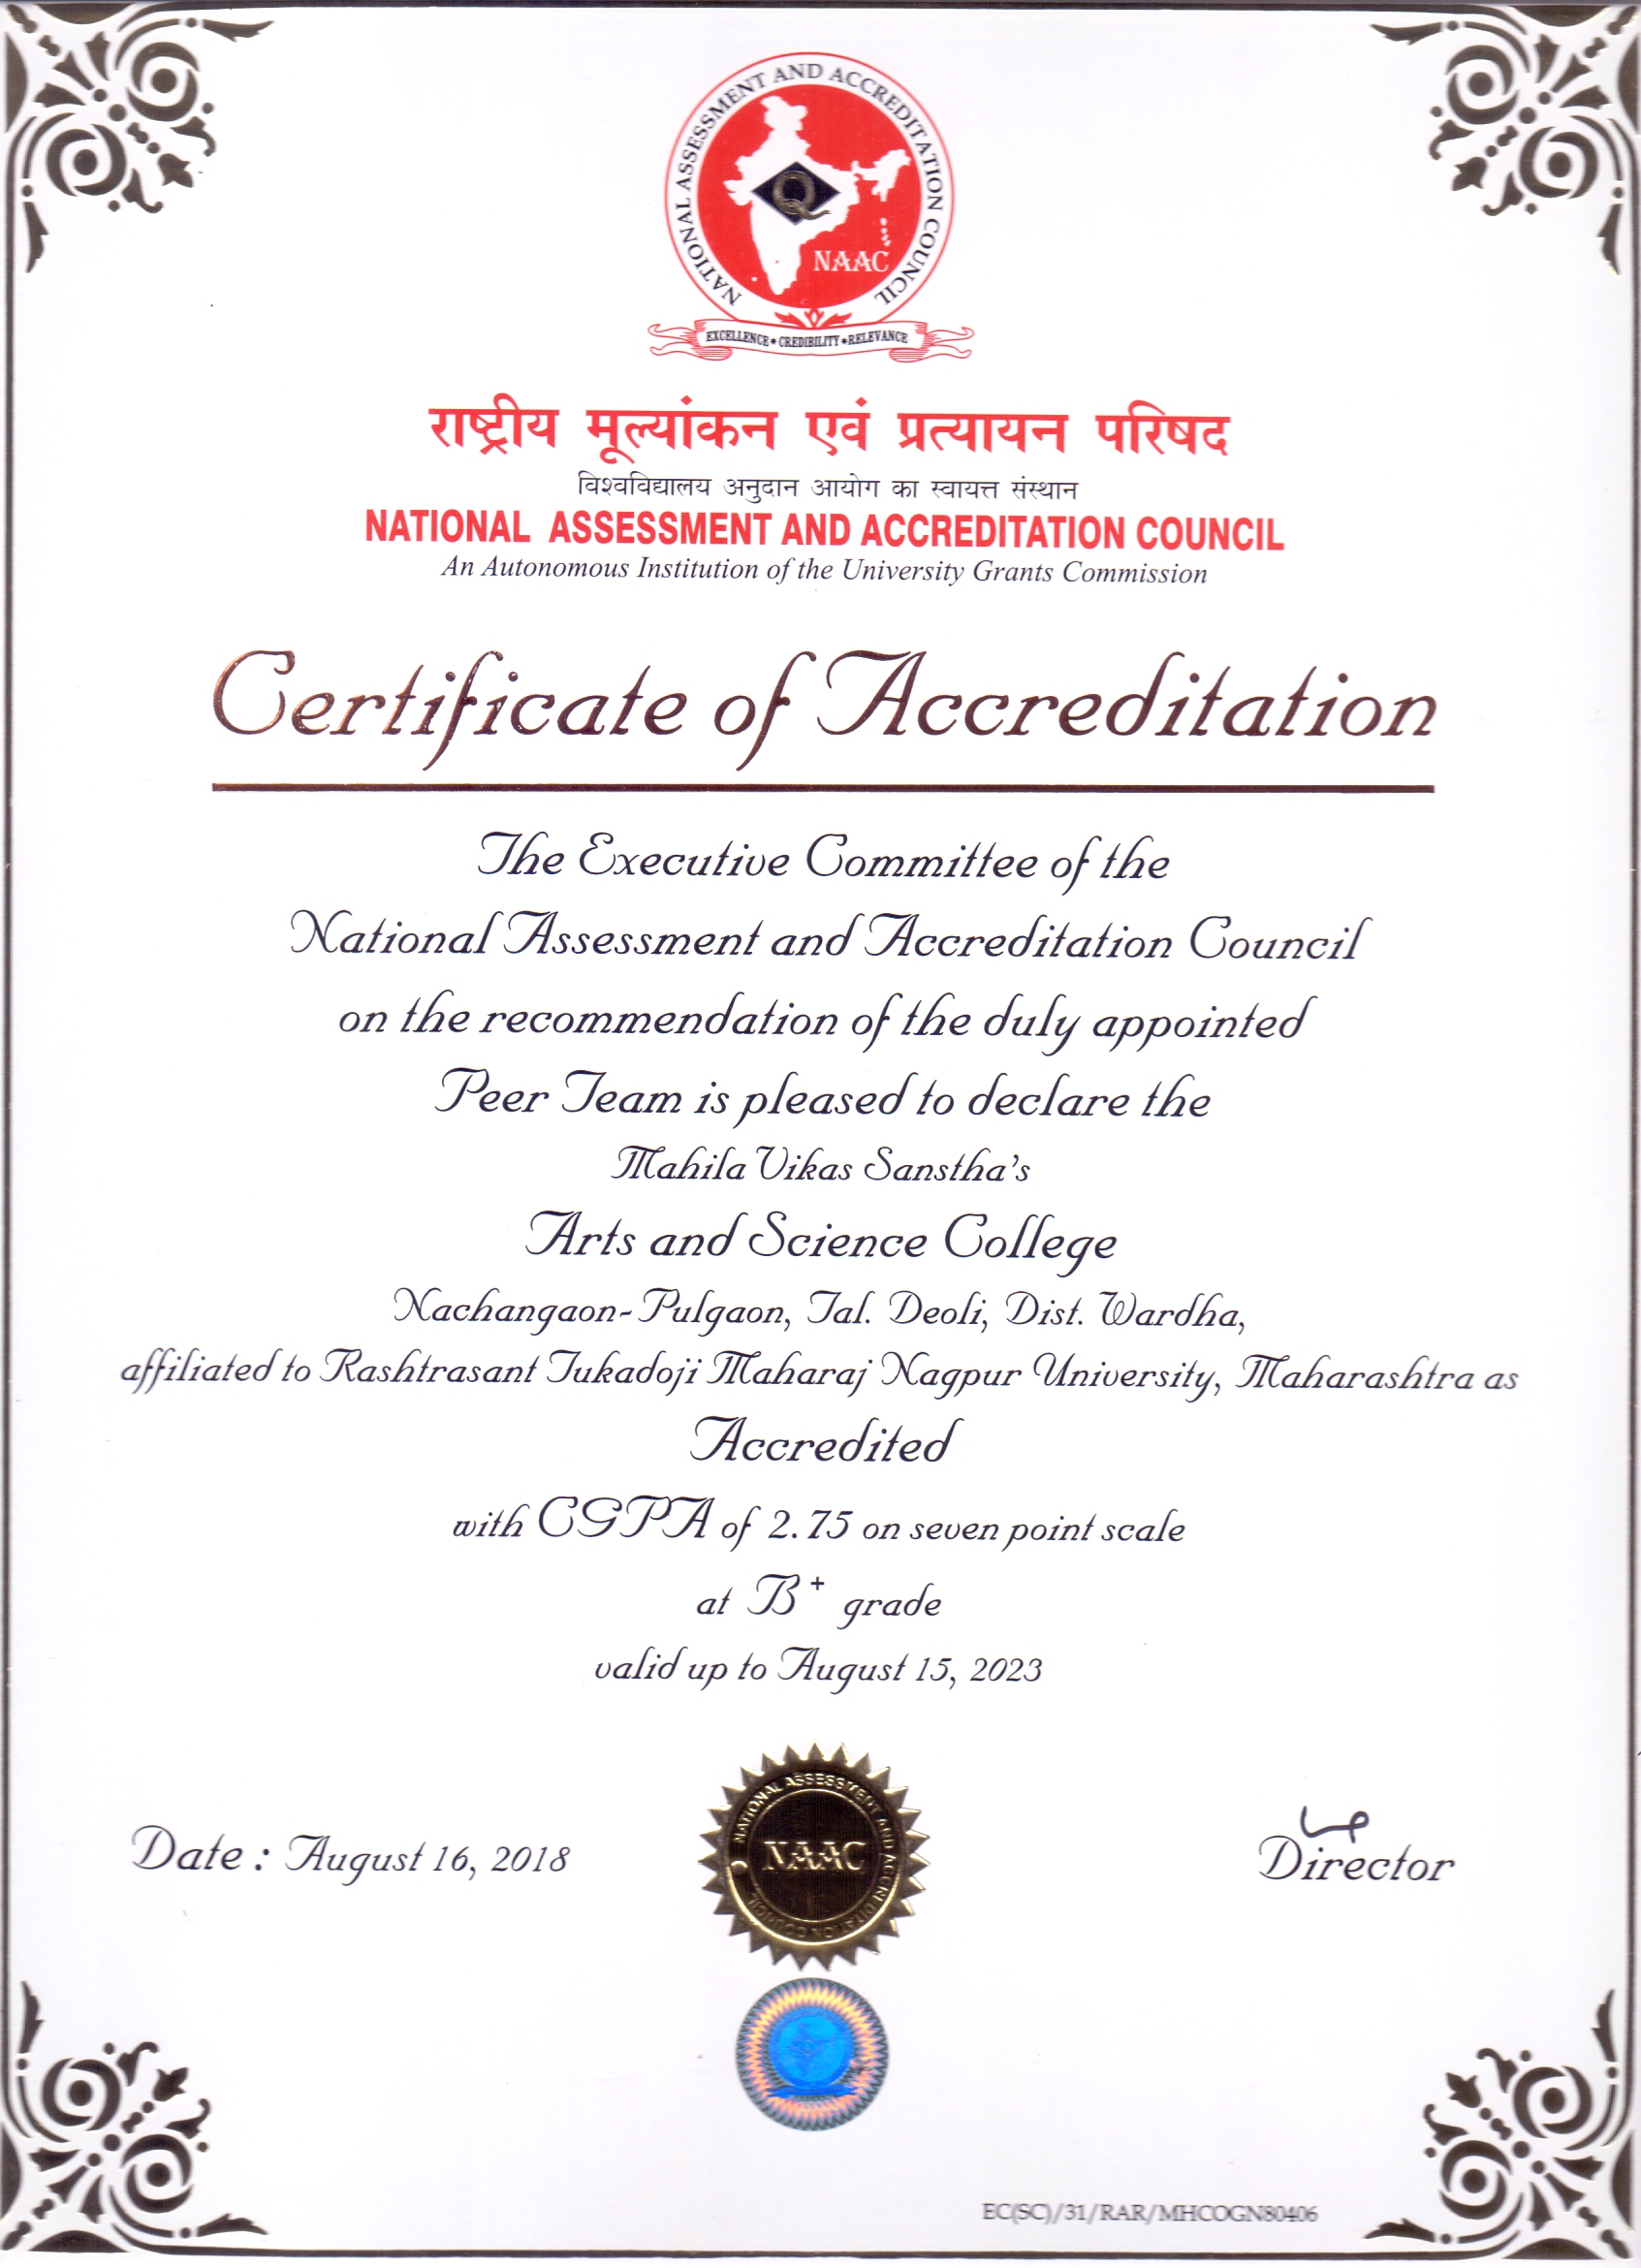 NATIONAL ASSESSMENT AND ACCREDITATION COUNCIL
Q
NAAC
EXCELLENCE * CREDIBILITY * RELEVANCE
राष्ट्रीय मूल्यांकन एवं प्रत्यायन परिषद
विश्वविद्यालय अनुदान आयोग का स्वायत्त संस्थान
NATIONAL ASSESSMENT AND ACCREDITATION COUNCIL
An Autonomous Institution of the University Grants Commission
Certificate of Accreditation
The Executive Committee of the
National Assessment and Accreditation Council
on the recommendation of the duly appointed
Peer Team is pleased to declare the
Mahila Vikas Sanstha's
Arts and Science College
Nachangaon-Pulgaon, Tal. Deoli, Dist. Wardha,
affiliated to Rashtrasant Tukadoji Maharaj Nagpur University, Maharashtra as
Accredited
with CGPA of 2.75 on seven point scale
at B+ grade
valid up to August 15, 2023
NATIONAL ASSESSMENT AND ACCREDITATION COUNCIL
NAAC
Date : August 16, 2018
Director
EC(SC)/31/RAR/MHCOGN80406